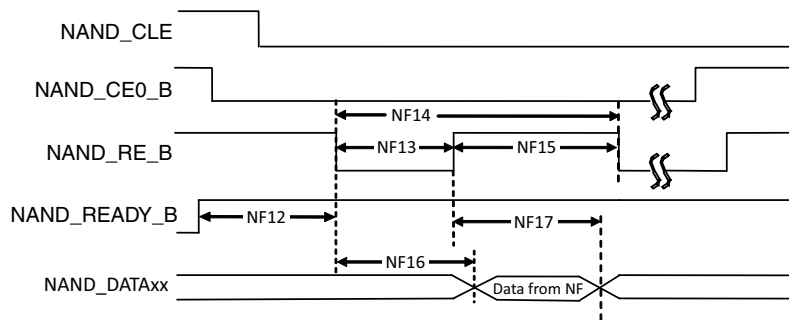 NAND_CLE
NAND_CE0_B
NF14
NAND_RE_B
NF13
NF15
NAND_READY_B
NF12
NF17
NF16
NAND_DATAxx
Data from NF